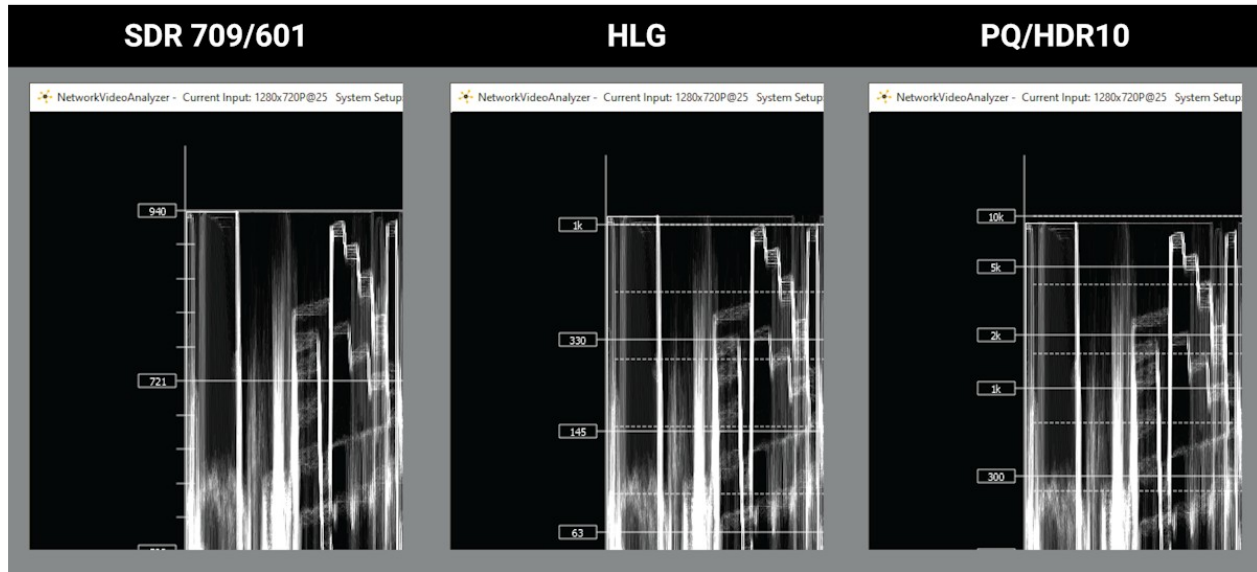 SDR 709/601
HLG
PQ/HDR10
NetworkVideoAnalyzer - Current Input: 1280x720P@25 System Setup:
940
721
NetworkVideoAnalyzer - Current Input: 1280x720P@25 System Setup
1k
330
145
63
NetworkVideoAnalyzer - Current Input: 1280x720P@25 System Setup
10k
5k
2k
1k
300